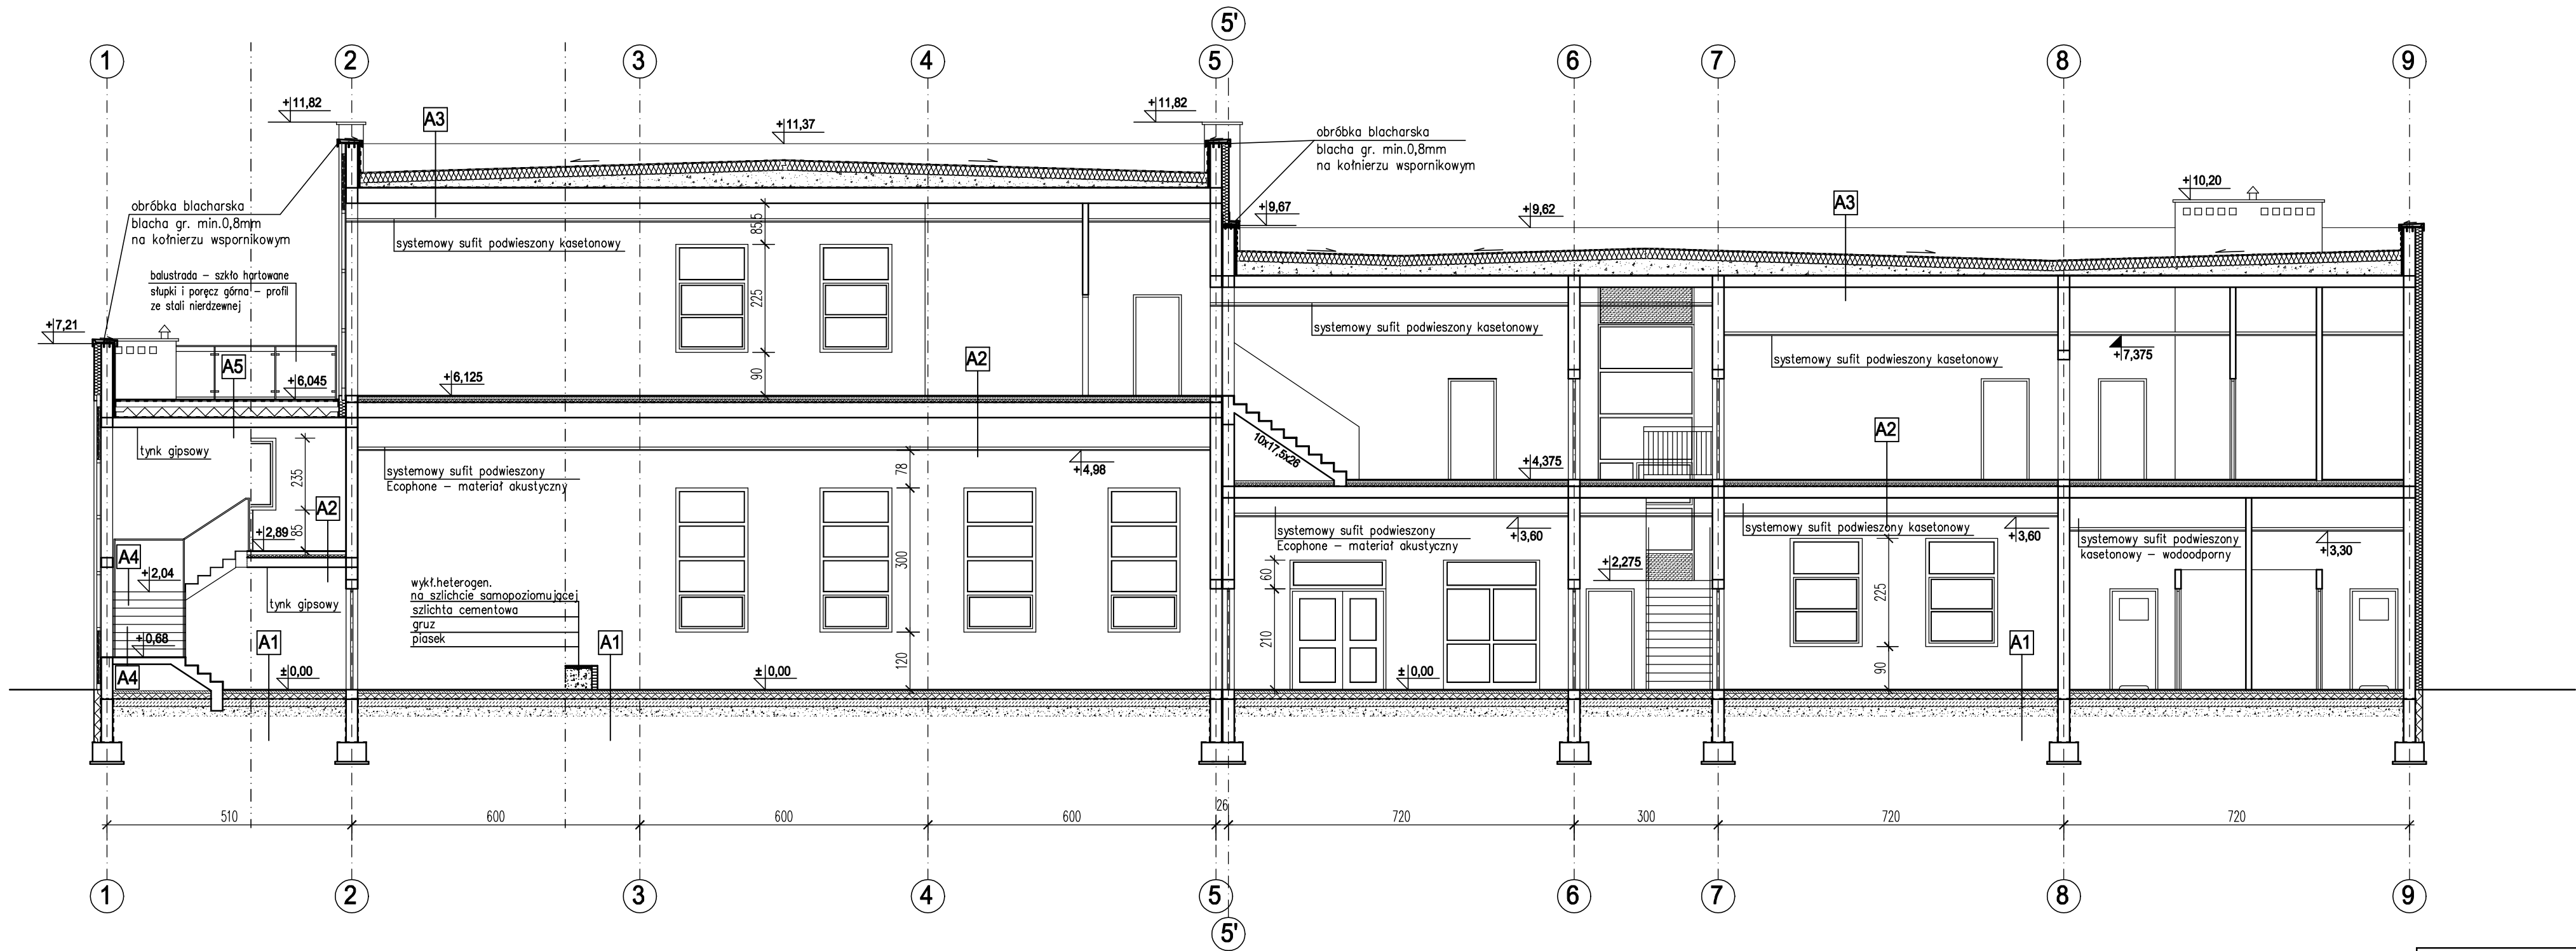 5'
1
2
3
4
5
6
7
8
9
+11,82
A3
+11,37
+11,82
obróbka blacharska
blacha gr. min.0,8mm
na kołnierzu wspornikowym
+10,20
A3
+9,67
+9,62
obróbka blacharska
blacha gr. min.0,8mm
na kołnierzu wspornikowym
systemowy sufit podwieszony kasetonowy
85,5
225
90
balustrada – szkło hartowane
słupki i poręcz górna – profil
ze stali nierdzewnej
+7,21
A5
+6,045
+6,125
A2
systemowy sufit podwieszony kasetonowy
systemowy sufit podwieszony kasetonowy
+7,375
tynk gipsowy
235
85
systemowy sufit podwieszony
Ecophone – materiał akustyczny
78
+4,98
10x17,5x26
+4,375
A2
A2
+2,89
A4
+2,04
tynk gipsowy
+0,68
A4
A1
±0,00
wykł.heterogen.
na szlichcie samopoziomującej
szlichta cementowa
gruz
piasek
A1
±0,00
300
120
systemowy sufit podwieszony
Ecophone – materiał akustyczny
+3,60
60
210
±0,00
+2,275
systemowy sufit podwieszony kasetonowy
+3,60
225
90
A1
systemowy sufit podwieszony
kasetonowy – wodoodporny
+3,30
510
600
600
600
26
720
300
720
720
1
2
3
4
5
6
7
8
9
5'